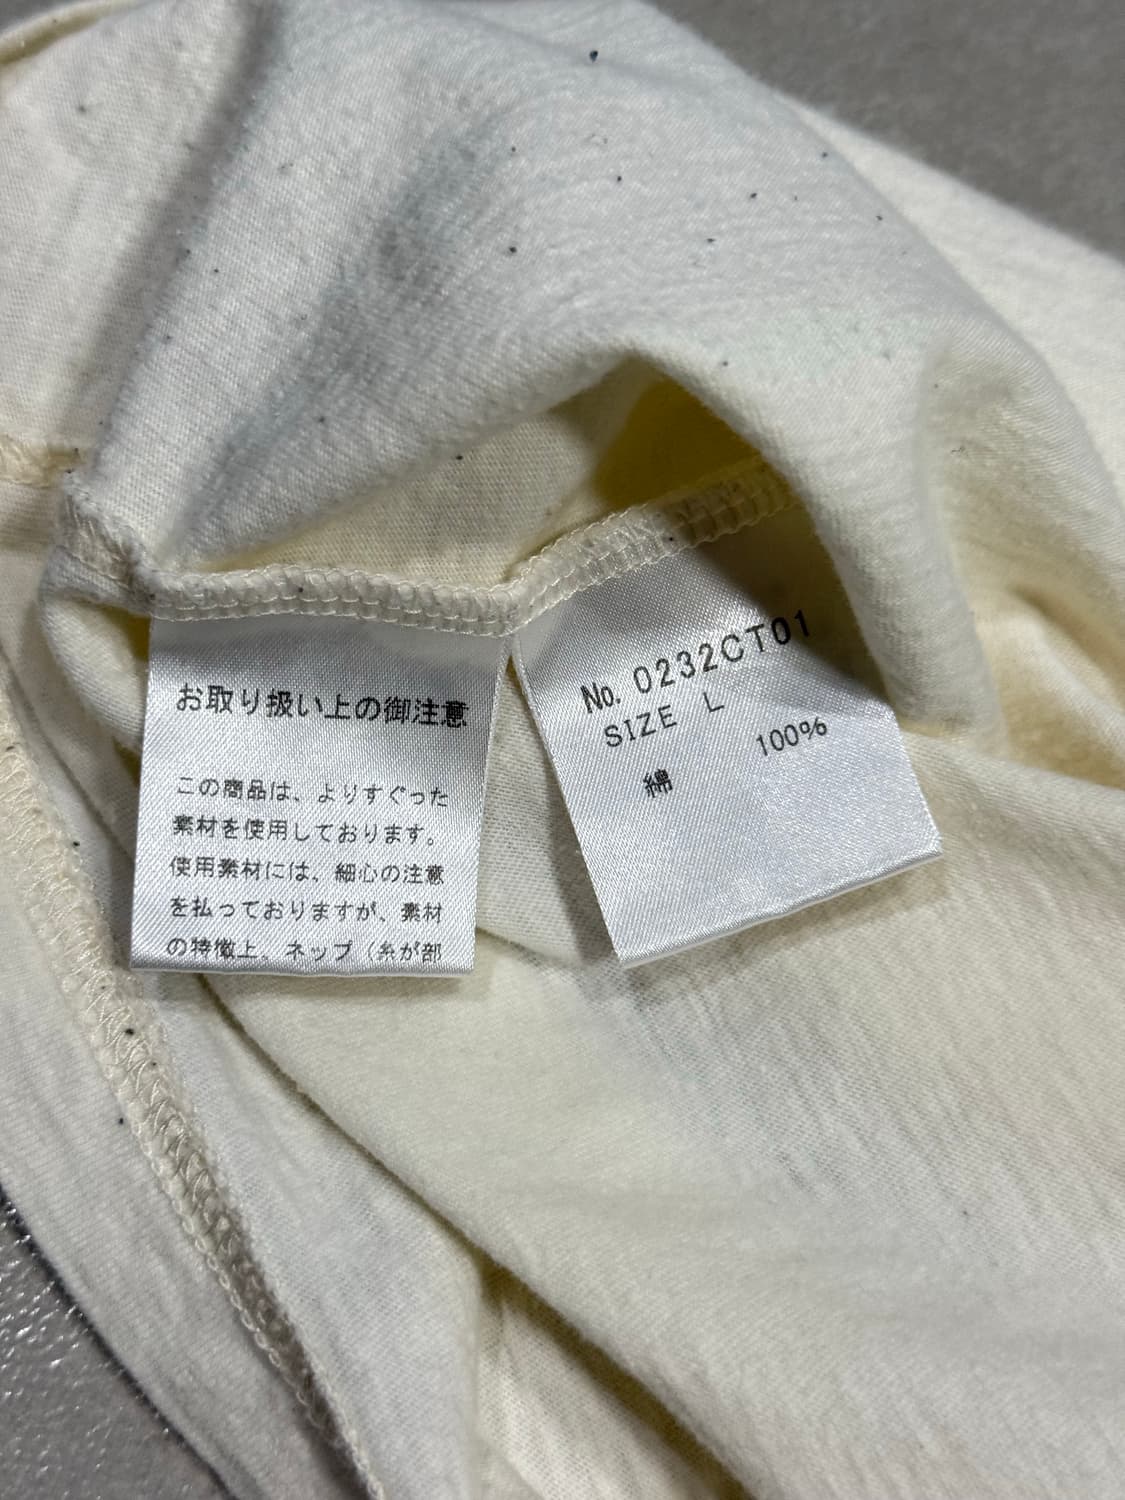 お取り扱い上の御注意
この商品は、よりすぐった
素材を使用しております。
使用素材には、細心の注意
を払っておりますが、素材
の特徴上、ネップ（糸が部
No. 0232CT01
SIZE L
綿 100%